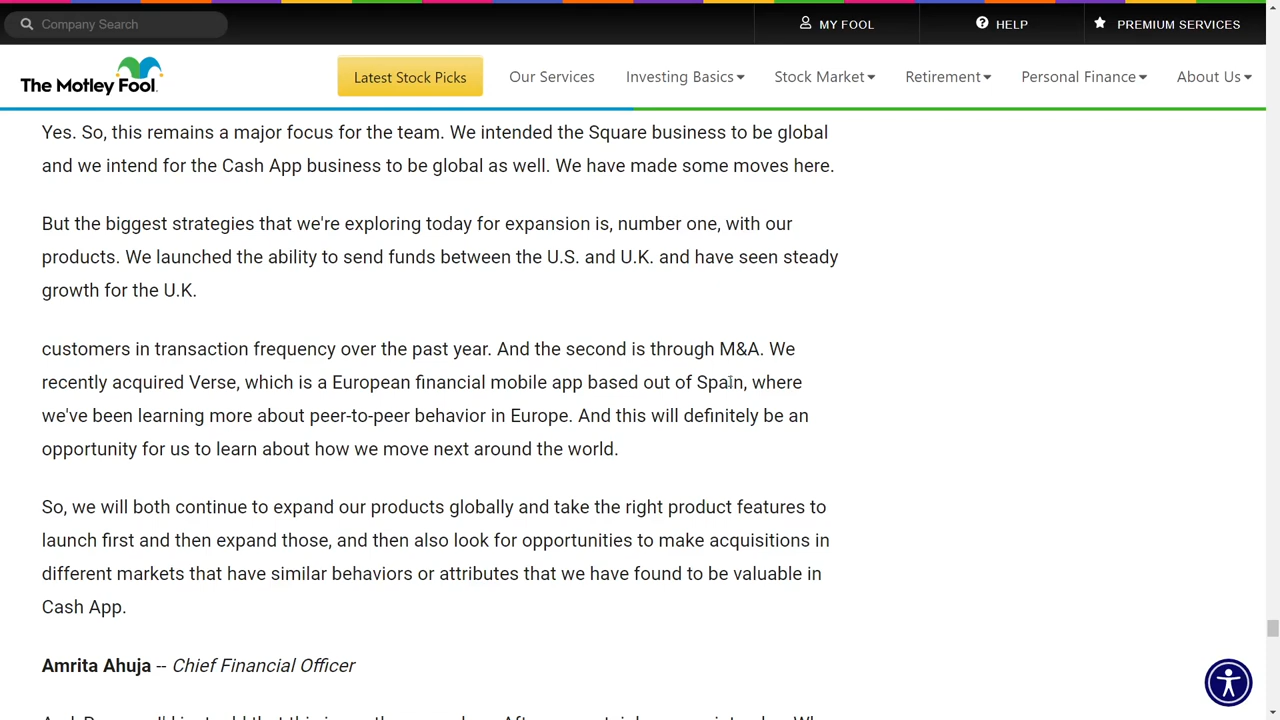 Company Search
MY FOOL
HELP
PREMIUM SERVICES
The Motley Fool.
Latest Stock Picks
Our Services
Investing Basics
Stock Market
Retirement
Personal Finance
About Us
Yes. So, this remains a major focus for the team. We intended the Square business to be global
and we intend for the Cash App business to be global as well. We have made some moves here.
But the biggest strategies that we're exploring today for expansion is, number one, with our
products. We launched the ability to send funds between the U.S. and U.K. and have seen steady
growth for the U.K.
customers in transaction frequency over the past year. And the second is through M&A. We
recently acquired Verse, which is a European financial mobile app based out of Spain, where
we've been learning more about peer-to-peer behavior in Europe. And this will definitely be an
opportunity for us to learn about how we move next around the world.
So, we will both continue to expand our products globally and take the right product features to
launch first and then expand those, and then also look for opportunities to make acquisitions in
different markets that have similar behaviors or attributes that we have found to be valuable in
Cash App.
Amrita Ahuja -- Chief Financial Officer